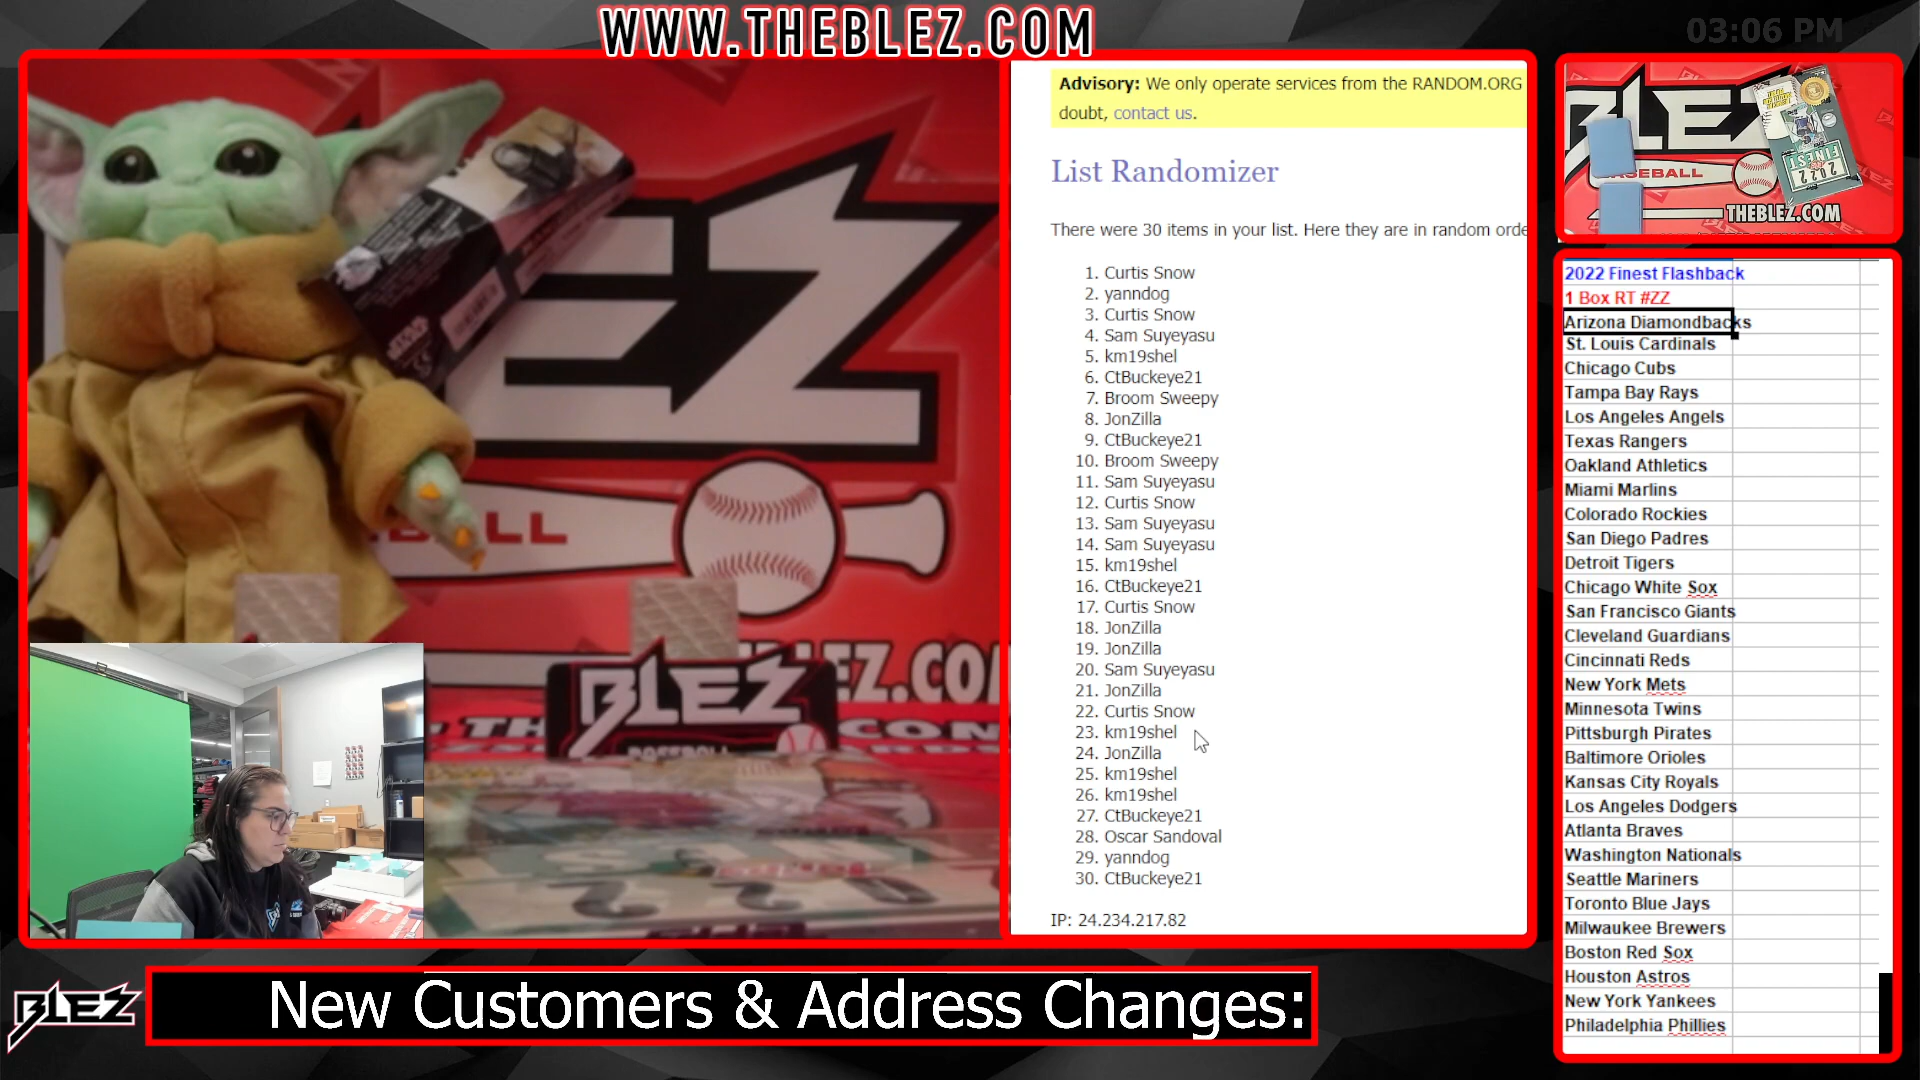 WWW.THEBLEZ.COM
03:06 PM
Advisory: We only operate services from the RANDOM.ORG
doubt, contact us.
List Randomizer
There were 30 items in your list. Here they are in random orde
1. Curtis Snow
2. yanndog
3. Curtis Snow
4. Sam Suyeyasu
5. km19shel
6. CtBuckeye21
7. Broom Sweepy
8. JonZilla
9. CtBuckeye21
10. Broom Sweepy
11. Sam Suyeyasu
12. Curtis Snow
13. Sam Suyeyasu
14. Sam Suyeyasu
15. km19shel
16. CtBuckeye21
17. Curtis Snow
18. JonZilla
19. JonZilla
20. Sam Suyeyasu
21. JonZilla
22. Curtis Snow
23. km19shel
24. JonZilla
25. km19shel
26. km19shel
27. CtBuckeye21
28. Oscar Sandoval
29. yanndog
30. CtBuckeye21
IP: 24.234.217.82
THEBLEZ.COM
FINEST
2022
2022 Finest Flashback
1 Box RT #ZZ
Arizona Diamondbacks
St. Louis Cardinals
Chicago Cubs
Tampa Bay Rays
Los Angeles Angels
Texas Rangers
Oakland Athletics
Miami Marlins
Colorado Rockies
San Diego Padres
Detroit Tigers
Chicago White Sox
San Francisco Giants
Cleveland Guardians
Cincinnati Reds
New York Mets
Minnesota Twins
Pittsburgh Pirates
Baltimore Orioles
Kansas City Royals
Los Angeles Dodgers
Atlanta Braves
Washington Nationals
Seattle Mariners
Toronto Blue Jays
Milwaukee Brewers
Boston Red Sox
Houston Astros
New York Yankees
Philadelphia Phillies
BLEZ
BLEZ
New Customers & Address Changes: